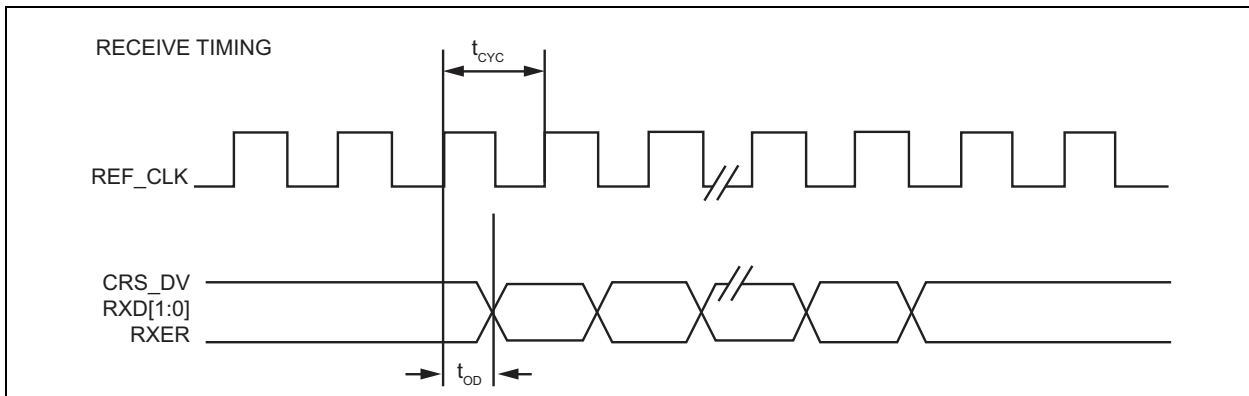 RECEIVE TIMING
tCYC
REF_CLK
CRS_DV
RXD[1:0]
RXER
tOD